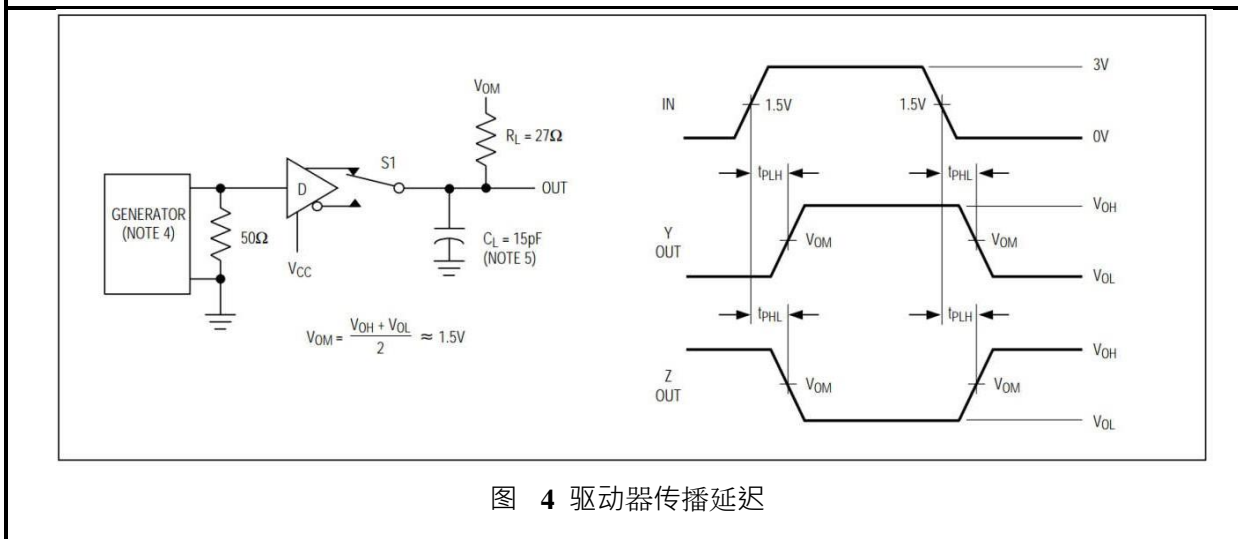 GENERATOR
(NOTE 4)
50Ω
D
VCC
S1
VOM
RL = 27Ω
OUT
CL = 15pF
(NOTE 5)
VOM = VOH + VOL / 2 ≈ 1.5V
IN
1.5V
1.5V
3V
0V
tPLH
tPHL
Y
OUT
VOM
VOM
VOH
VOL
tPHL
tPLH
Z
OUT
VOM
VOM
VOH
VOL
图 4 驱动器传播延迟